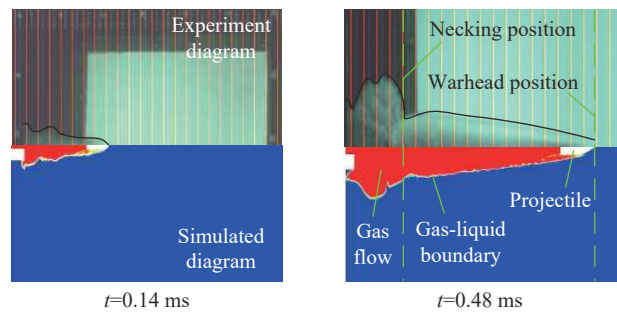 Experiment
diagram
Simulated
diagram
t=0.14 ms
Necking position
Warhead position
Projectile
Gas
flow
Gas-liquid
boundary
t=0.48 ms